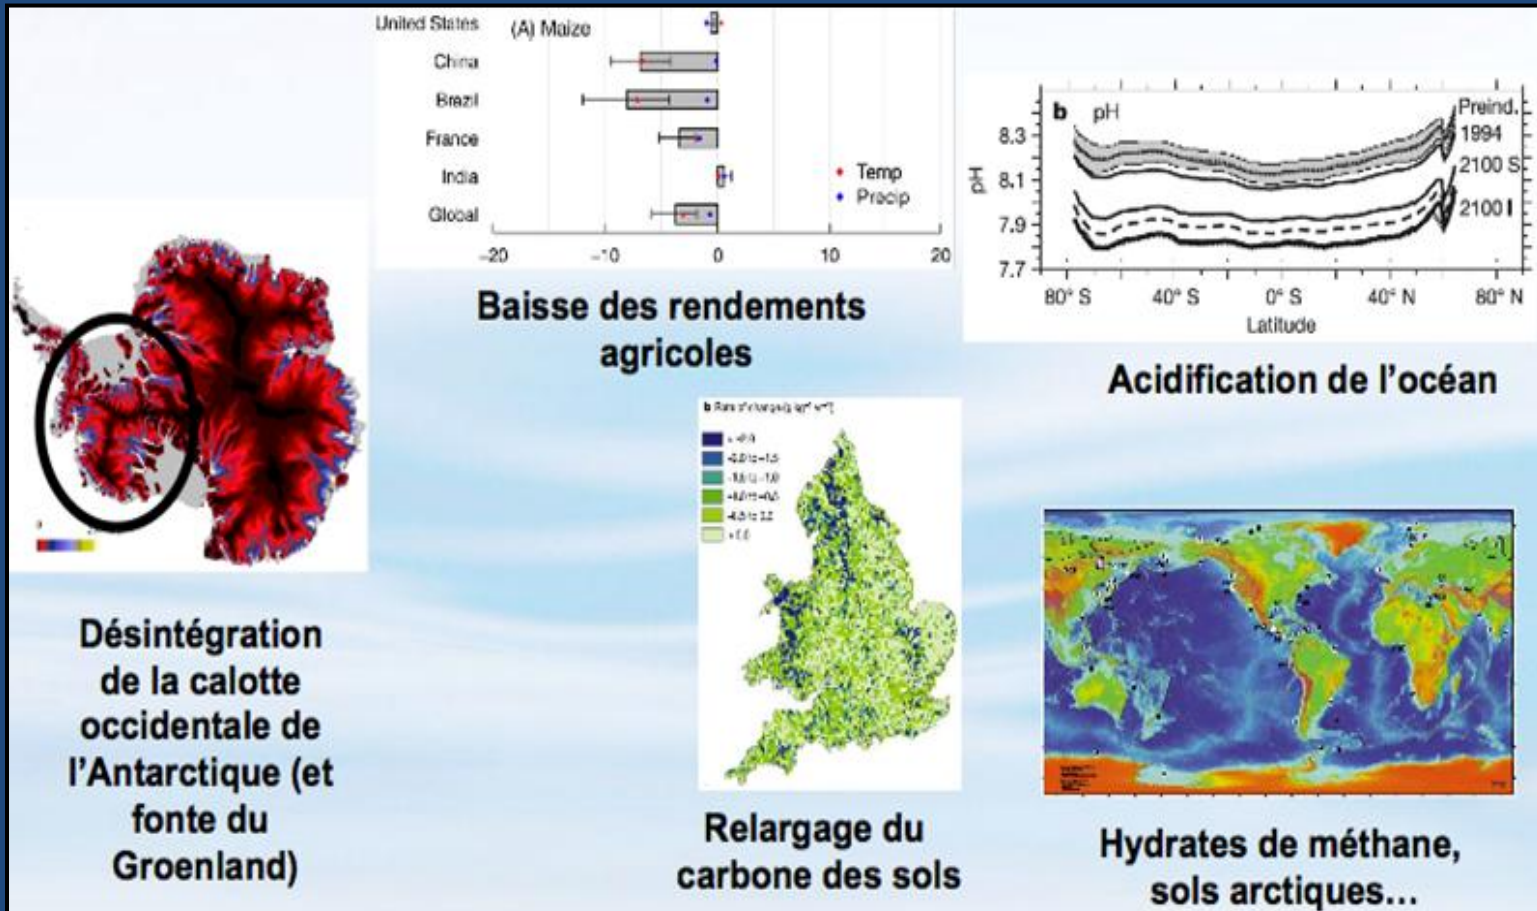 United States
(A) Maize
China
Brazil
France
India
Global
Temp
Precip
-20
-10
0
10
20
Baisse des rendements
agricoles
b pH
pH
8.3
8.1
7.9
7.7
Preind.
1994
2100 S
2100 I
80° S
40° S
0° S
40° N
80° N
Latitude
Acidification de l'océan
Désintégration
de la calotte
occidentale de
l'Antarctique (et
fonte du
Groenland)
Relargage du
carbone des sols
Hydrates de méthane,
sols arctiques…